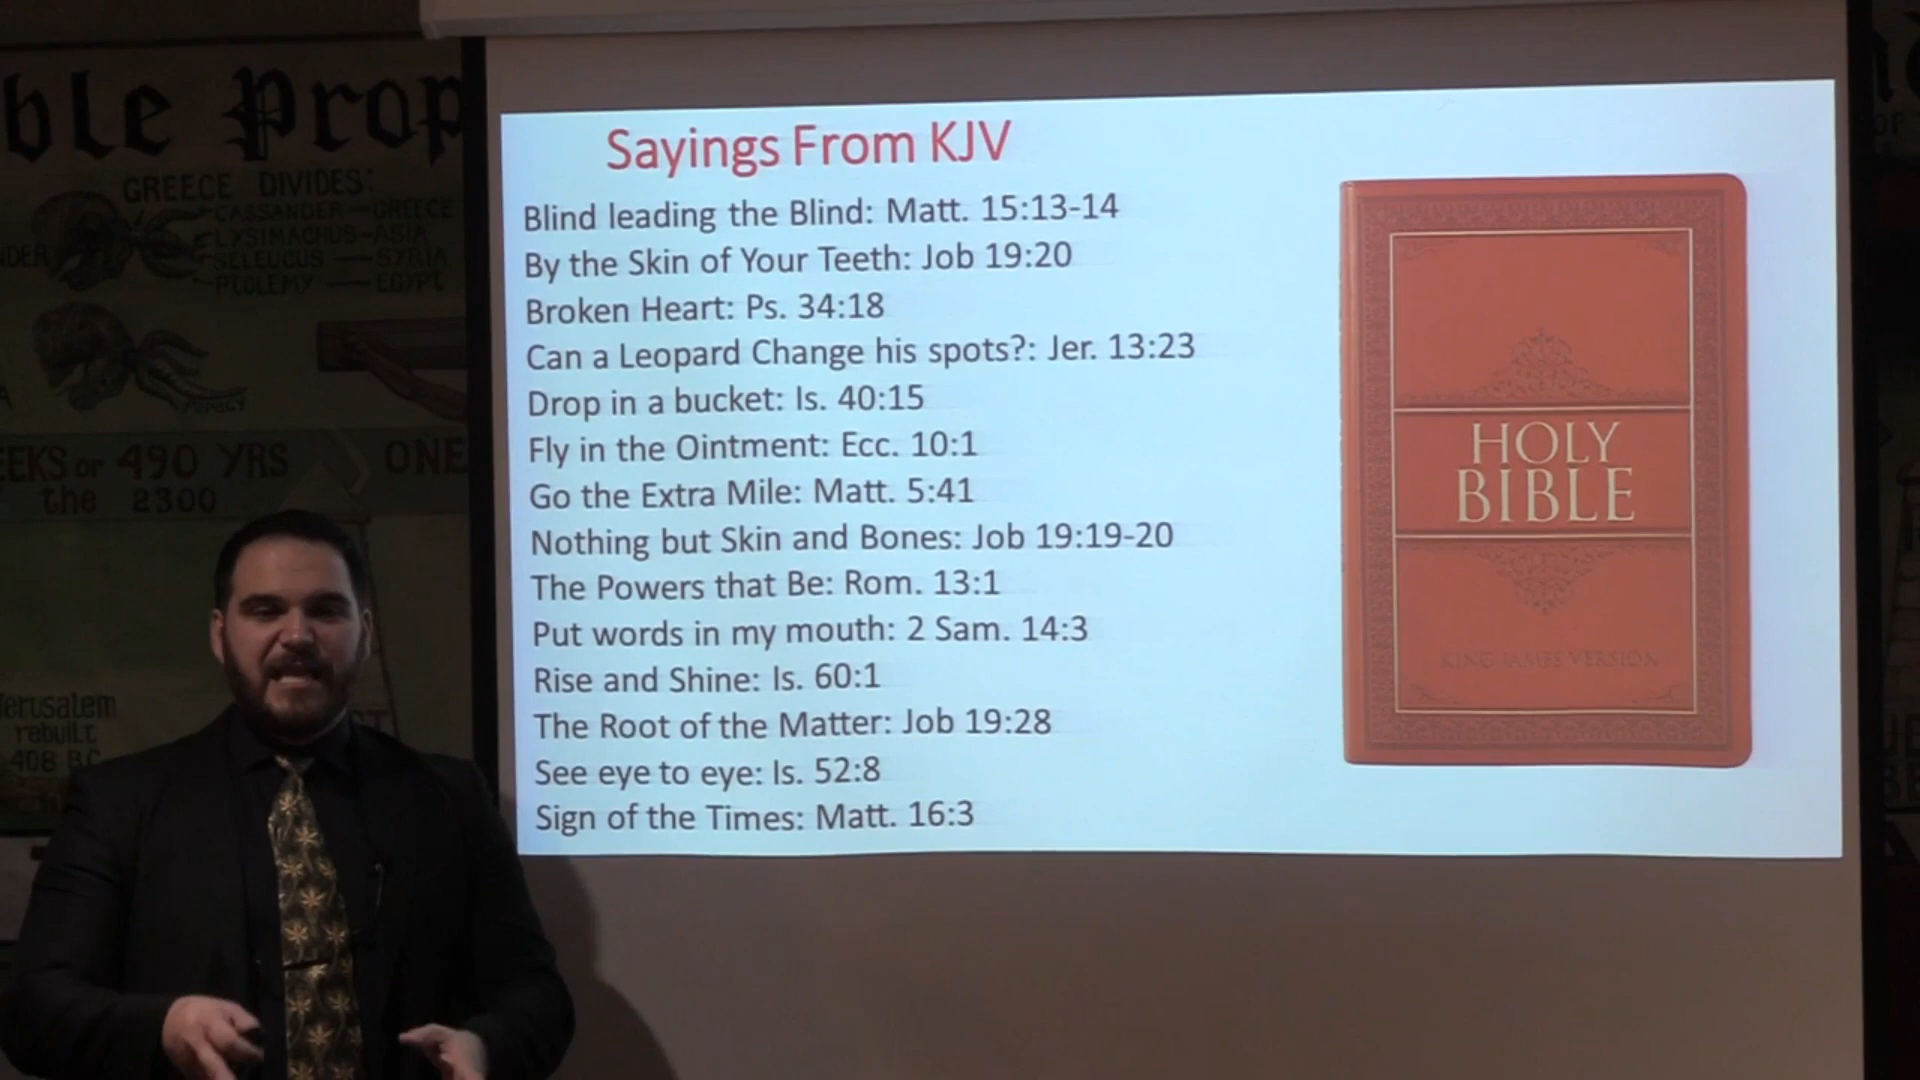 ble Prop
GREECE DIVIDES:
CASSANDER—GREECE
LYSIMACHUS-ASIA
SELEUCUS — SYRIA
PTOLEMY — EGYPT
490 YRS
ONE
the 2300
Jerusalem
rebuilt
408 B.C.
Sayings From KJV
Blind leading the Blind: Matt. 15:13-14
By the Skin of Your Teeth: Job 19:20
Broken Heart: Ps. 34:18
Can a Leopard Change his spots?: Jer. 13:23
Drop in a bucket: Is. 40:15
Fly in the Ointment: Ecc. 10:1
Go the Extra Mile: Matt. 5:41
Nothing but Skin and Bones: Job 19:19-20
The Powers that Be: Rom. 13:1
Put words in my mouth: 2 Sam. 14:3
Rise and Shine: Is. 60:1
The Root of the Matter: Job 19:28
See eye to eye: Is. 52:8
Sign of the Times: Matt. 16:3
HOLY
BIBLE
KING JAMES VERSION